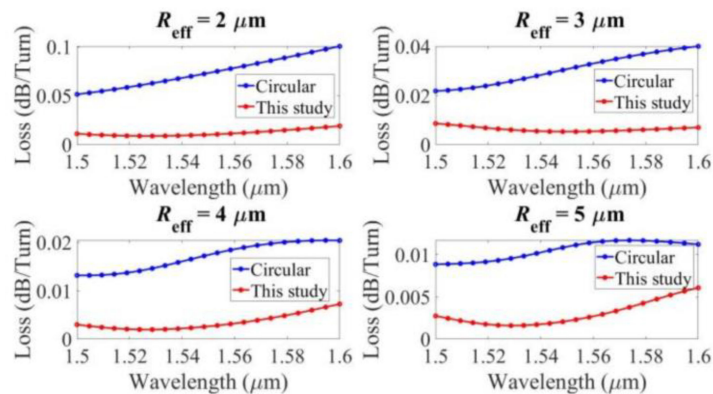 R_eff = 2 μm
0.1
0.05
0
Loss (dB/Turn)
Circular
This study
1.5 1.52 1.54 1.56 1.58 1.6
Wavelength (μm)
R_eff = 3 μm
0.04
0.02
0
Loss (dB/Turn)
Circular
This study
1.5 1.52 1.54 1.56 1.58 1.6
Wavelength (μm)
R_eff = 4 μm
0.02
0.01
0
Loss (dB/Turn)
Circular
This study
1.5 1.52 1.54 1.56 1.58 1.6
Wavelength (μm)
R_eff = 5 μm
0.01
0.005
0
Loss (dB/Turn)
Circular
This study
1.5 1.52 1.54 1.56 1.58 1.6
Wavelength (μm)